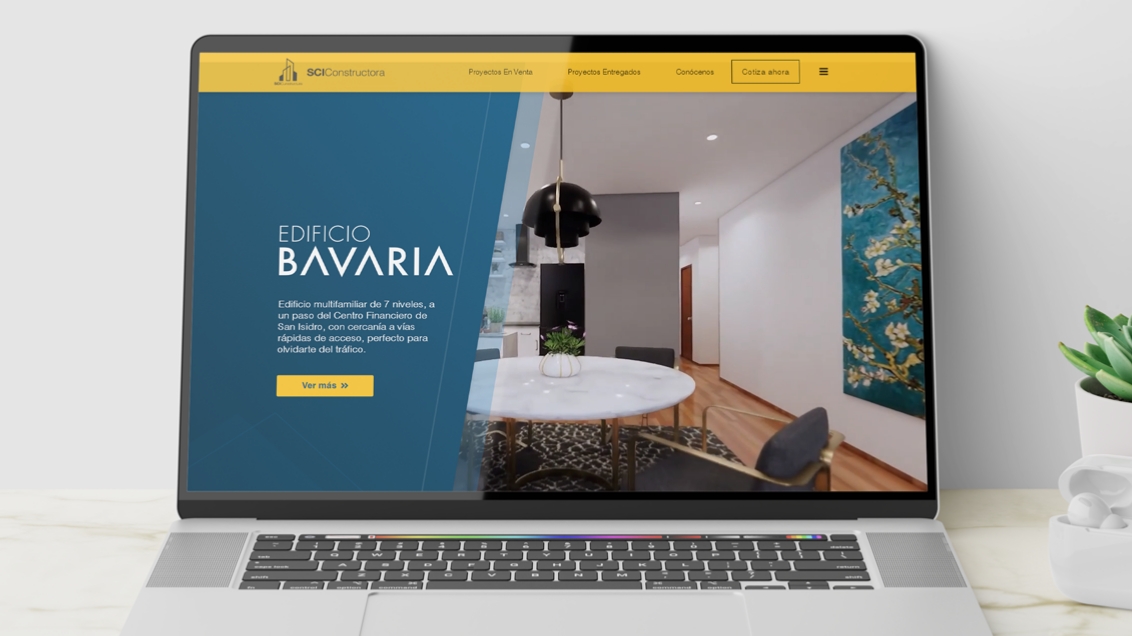 SCIConstructora
Proyectos En Venta
Proyectos Entregados
Conócenos
Cotiza ahora
EDIFICIO
BAVARIA
Edificio multifamiliar de 7 niveles, a
un paso del Centro Financiero de
San Isidro, con cercanía a vías
rápidas de acceso, perfecto para
olvidarte del tráfico.
Ver más »